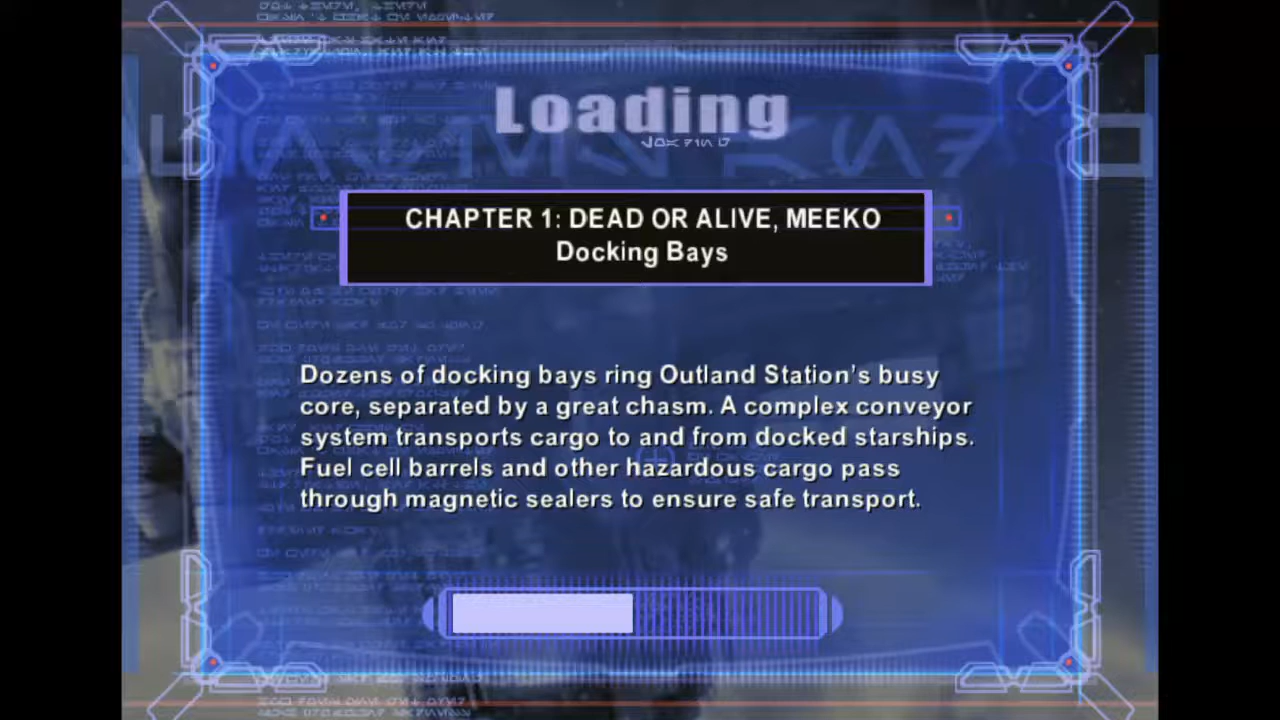 Loading
CHAPTER 1: DEAD OR ALIVE, MEEKO
Docking Bays
Dozens of docking bays ring Outland Station's busy
core, separated by a great chasm. A complex conveyor
system transports cargo to and from docked starships.
Fuel cell barrels and other hazardous cargo pass
through magnetic sealers to ensure safe transport.